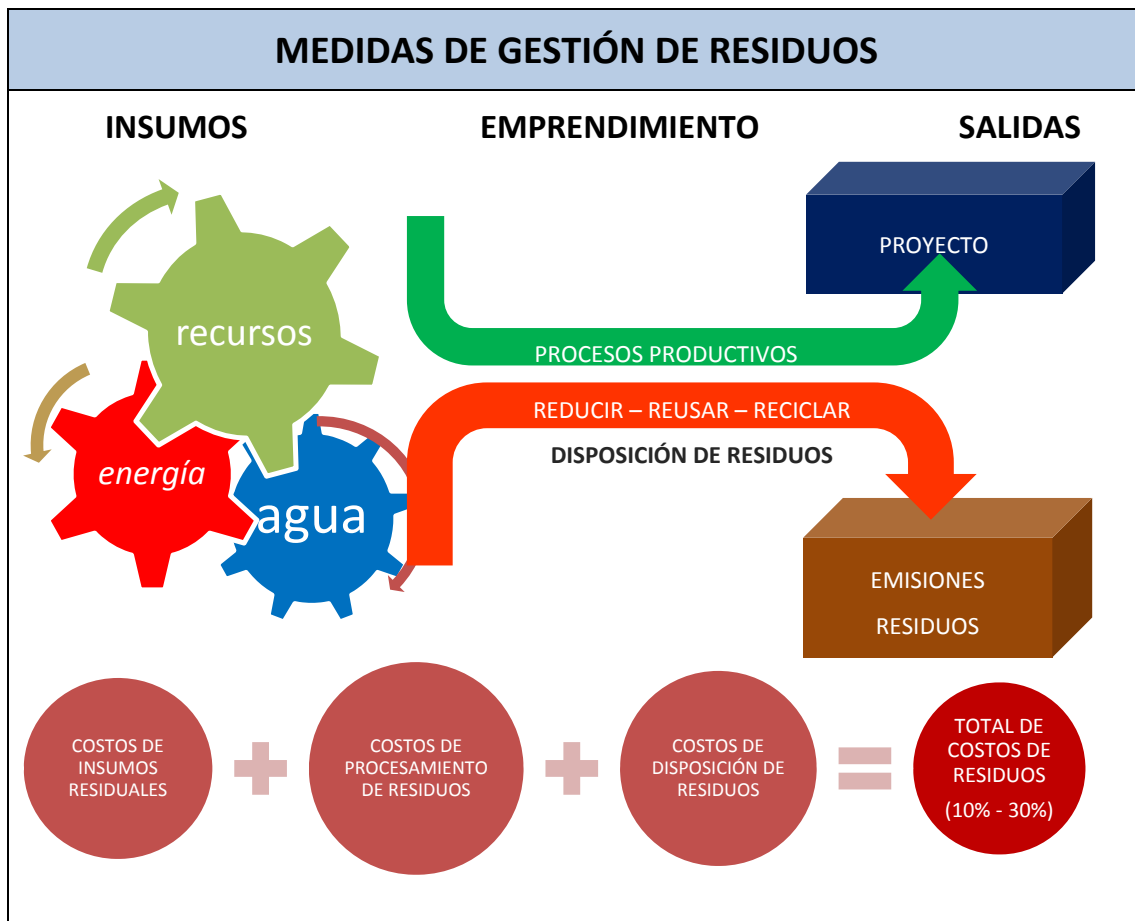 MEDIDAS DE GESTIÓN DE RESIDUOS
INSUMOS
EMPRENDIMIENTO
SALIDAS
recursos
energía
agua
PROCESOS PRODUCTIVOS
REDUCIR – REUSAR – RECICLAR
DISPOSICIÓN DE RESIDUOS
PROYECTO
EMISIONES
RESIDUOS
COSTOS DE
INSUMOS
RESIDUALES
COSTOS DE
PROCESAMIENTO
DE RESIDUOS
COSTOS DE
DISPOSICIÓN DE
RESIDUOS
TOTAL DE
COSTOS DE
RESIDUOS
(10% - 30%)